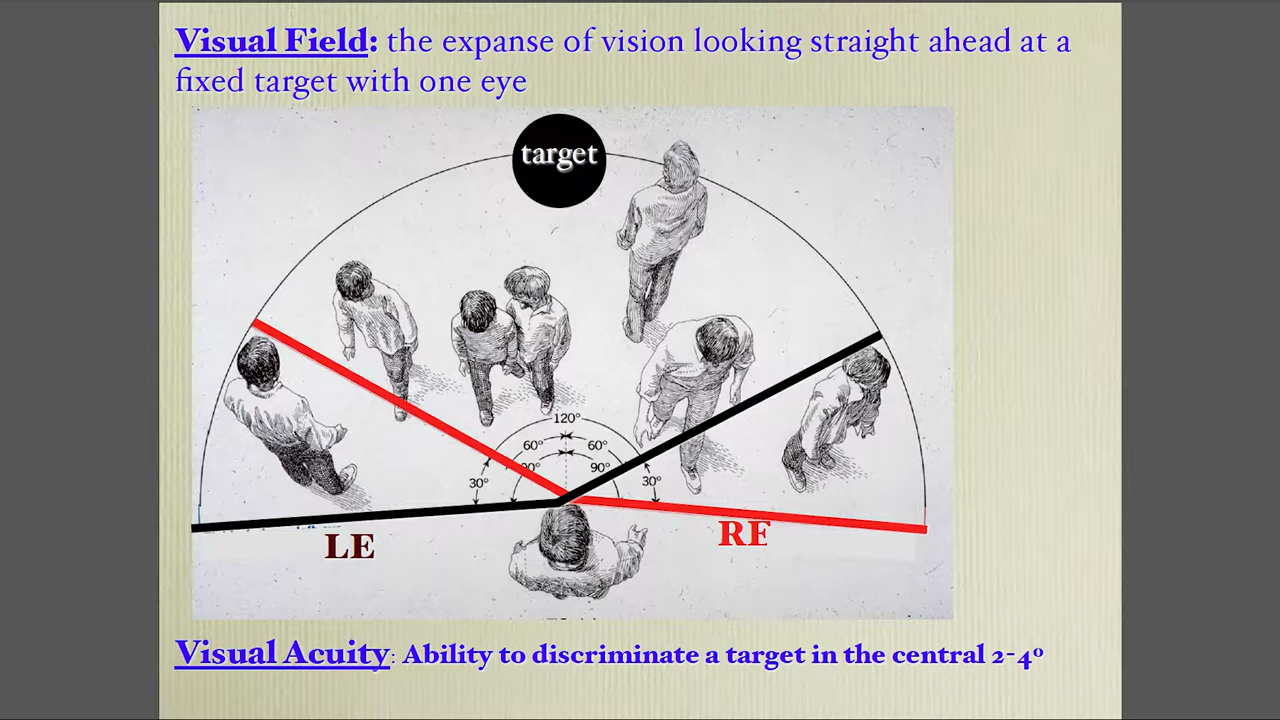 Visual Field: the expanse of vision looking straight ahead at a
fixed target with one eye
target
120°
60° 60°
90°
30° 30°
LE RE
Visual Acuity: Ability to discriminate a target in the central 2-4°